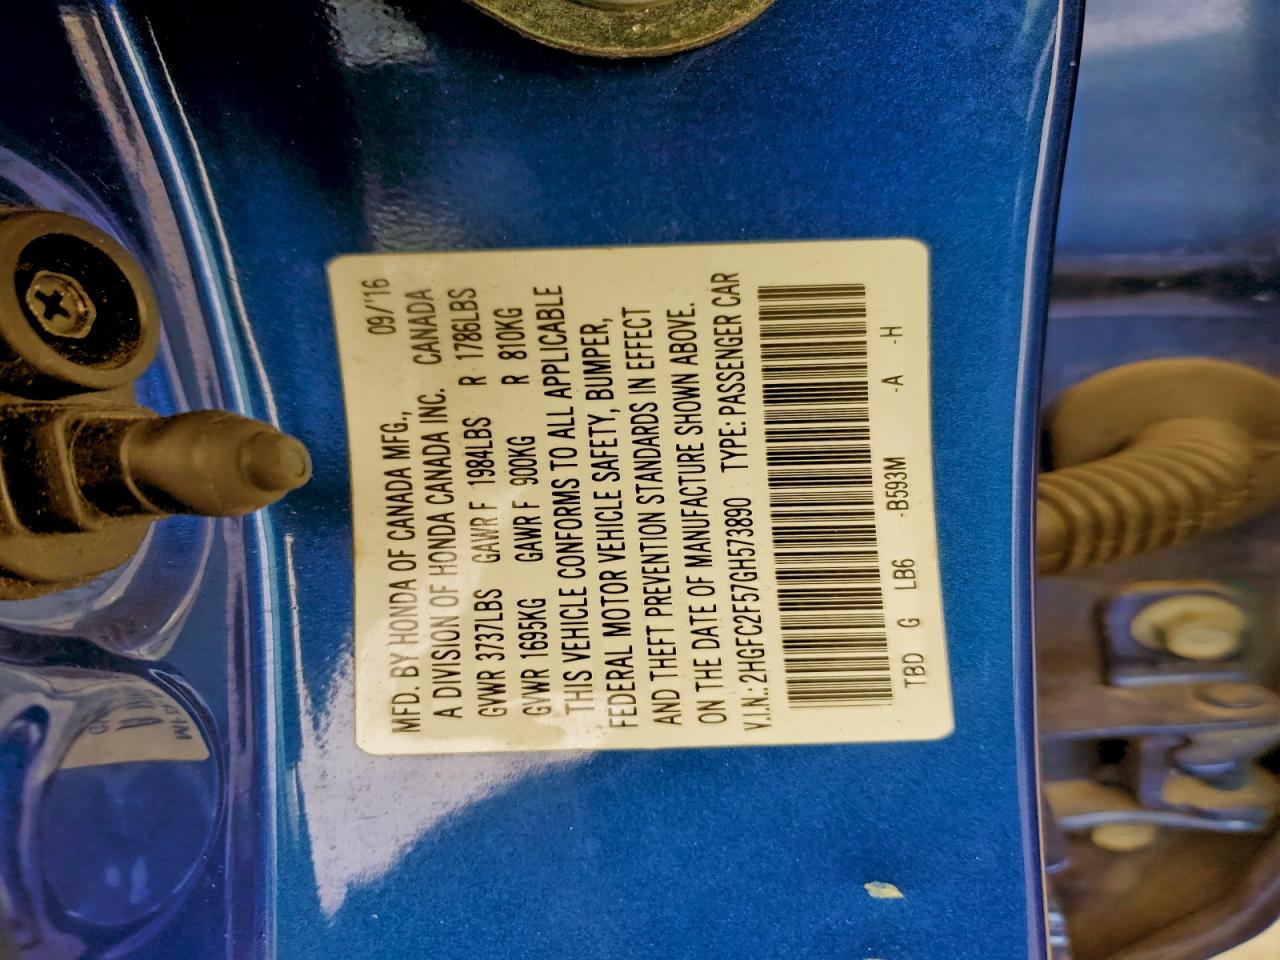 MFD. BY HONDA OF CANADA MFG., 09/'16
A DIVISION OF HONDA CANADA INC. CANADA
GVWR 3737LBS GAWR F 1984LBS R 1786LBS
GVWR 1695KG GAWR F 900KG R 810KG
THIS VEHICLE CONFORMS TO ALL APPLICABLE
FEDERAL MOTOR VEHICLE SAFETY, BUMPER,
AND THEFT PREVENTION STANDARDS IN EFFECT
ON THE DATE OF MANUFACTURE SHOWN ABOVE.
V.I.N.: 2HGFC2F57GH573890 TYPE: PASSENGER CAR
TBD G LB6 -B593M -A -H